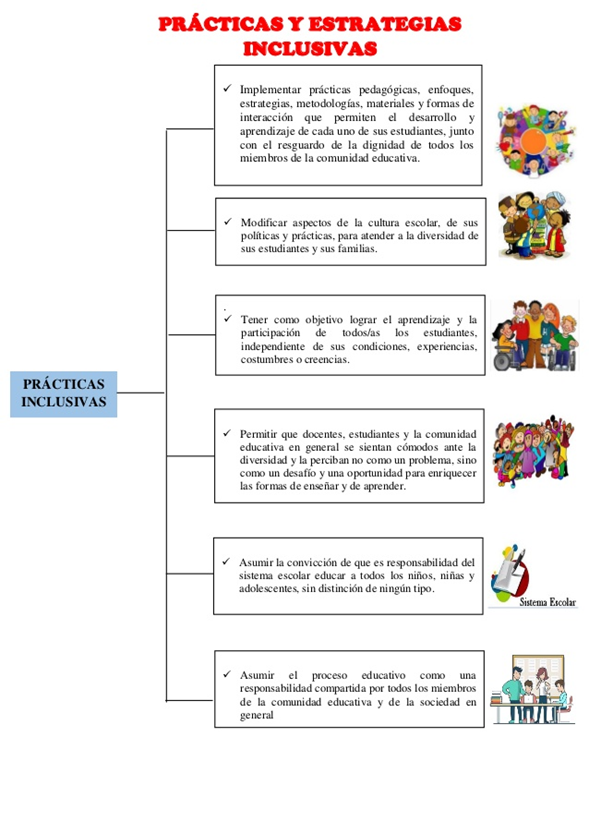 PRÁCTICAS Y ESTRATEGIAS
INCLUSIVAS
✓ Implementar prácticas pedagógicas, enfoques,
estrategias, metodologías, materiales y formas de
interacción que permiten el desarrollo y
aprendizaje de cada uno de sus estudiantes, junto
con el resguardo de la dignidad de todos los
miembros de la comunidad educativa.
✓ Modificar aspectos de la cultura escolar, de sus
políticas y prácticas, para atender a la diversidad de
sus estudiantes y sus familias.
.
✓ Tener como objetivo lograr el aprendizaje y la
participación de todos/as los estudiantes,
independiente de sus condiciones, experiencias,
costumbres o creencias.
PRÁCTICAS
INCLUSIVAS
✓ Permitir que docentes, estudiantes y la comunidad
educativa en general se sientan cómodos ante la
diversidad y la perciban no como un problema, sino
como un desafío y una oportunidad para enriquecer
las formas de enseñar y de aprender.
✓ Asumir la convicción de que es responsabilidad del
sistema escolar educar a todos los niños, niñas y
adolescentes, sin distinción de ningún tipo.
Sistema Escolar
✓ Asumir el proceso educativo como una
responsabilidad compartida por todos los miembros
de la comunidad educativa y de la sociedad en
general